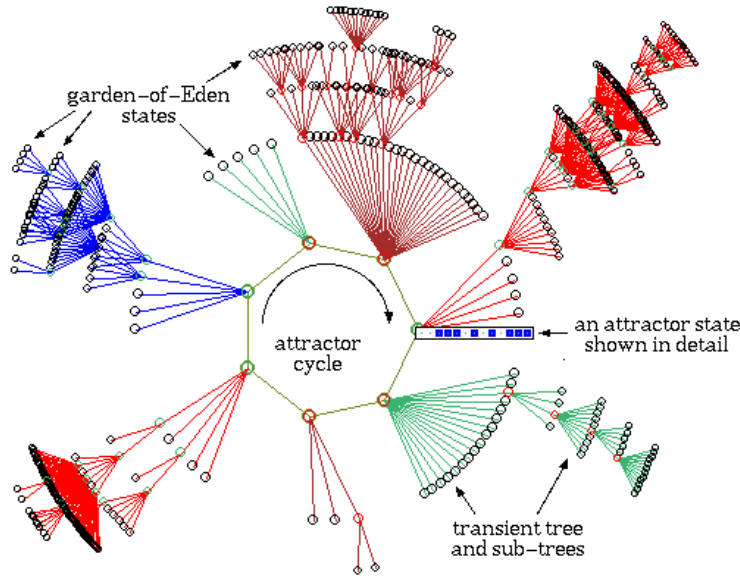 garden-of-Eden
states
attractor
cycle
an attractor state
shown in detail
transient tree
and sub-trees